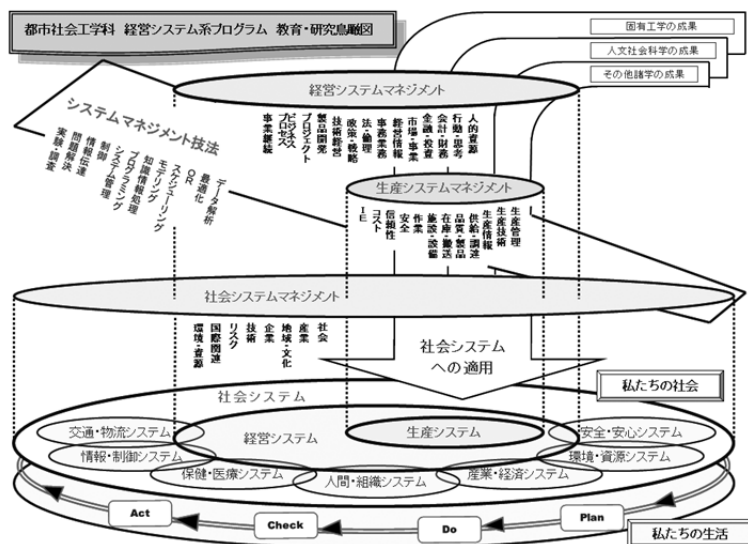 都市社会工学科 経営システム系プログラム 教育・研究鳥瞰図
固有工学の成果
人文社会科学の成果
その他諸学の成果
経営システムマネジメント
システムマネジメント技法
人的資源
行動・思考
会計・財務
金融・投資
市場・事業
経営情報
事務業務
法・倫理
政策・戦略
技術経営
製品開発
プロジェクト
ビジネス
プロセス
事業継続
データ解析
最適化
OR
スケジューリング
モデリング
知識情報処理
プログラミング
システム管理
制御
情報伝達
問題解決
実験・調査
生産システムマネジメント
生産管理
生産技術
生産情報
供給・調達
品質・製品
在庫・搬送
施設・設備
作業
安全
信頼性
コスト
IE
社会システムマネジメント
社会
産業
地域・文化
企業
技術
リスク
国際関連
環境・資源
社会システム
への適用
私たちの社会
社会システム
交通・物流システム
経営システム
生産システム
安全・安心システム
情報・制御システム
環境・資源システム
保健・医療システム
人間・組織システム
産業・経済システム
Act
Check
Do
Plan
私たちの生活